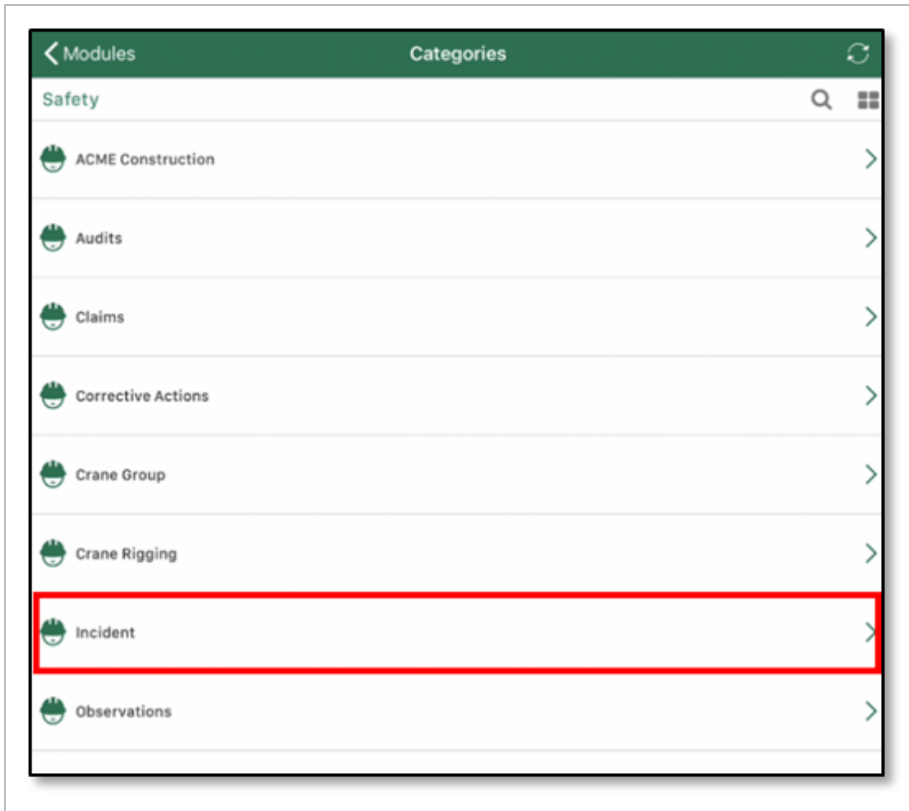 Modules
Categories
Safety
ACME Construction
Audits
Claims
Corrective Actions
Crane Group
Crane Rigging
Incident
Observations